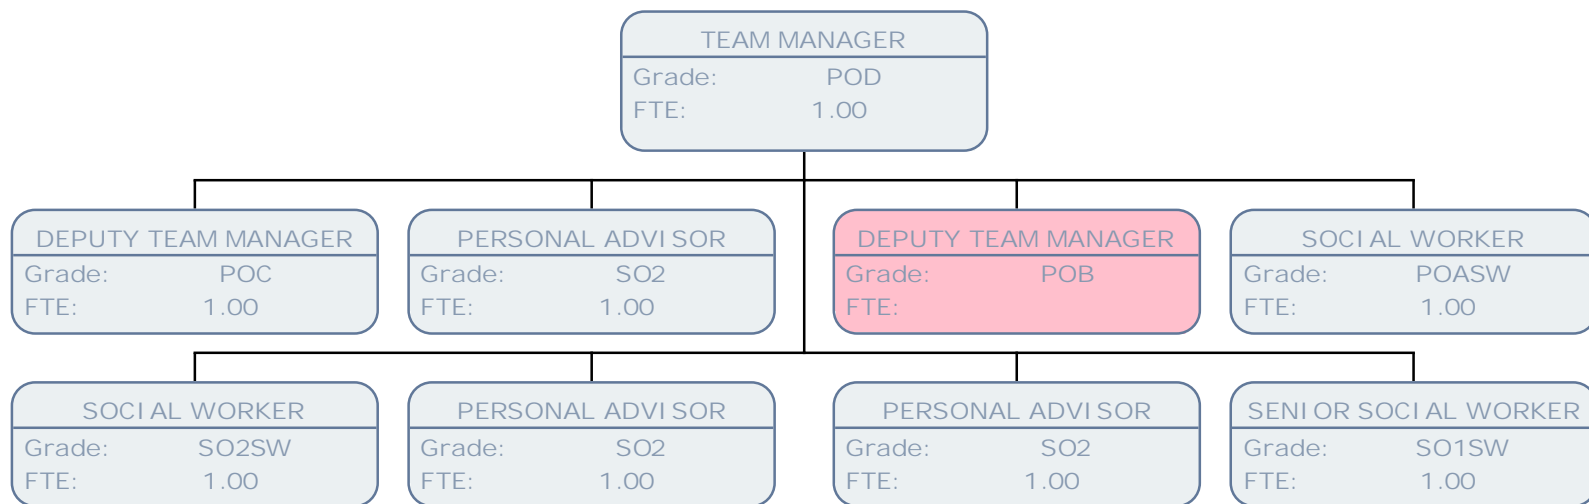 TEAM MANAGER
Grade: POD
FTE: 1.00
DEPUTY TEAM MANAGER
Grade: POC
FTE: 1.00
PERSONAL ADVISOR
Grade: SO2
FTE: 1.00
DEPUTY TEAM MANAGER
Grade: POB
FTE:
SOCIAL WORKER
Grade: POASW
FTE: 1.00
SOCIAL WORKER
Grade: SO2SW
FTE: 1.00
PERSONAL ADVISOR
Grade: SO2
FTE: 1.00
PERSONAL ADVISOR
Grade: SO2
FTE: 1.00
SENIOR SOCIAL WORKER
Grade: SO1SW
FTE: 1.00